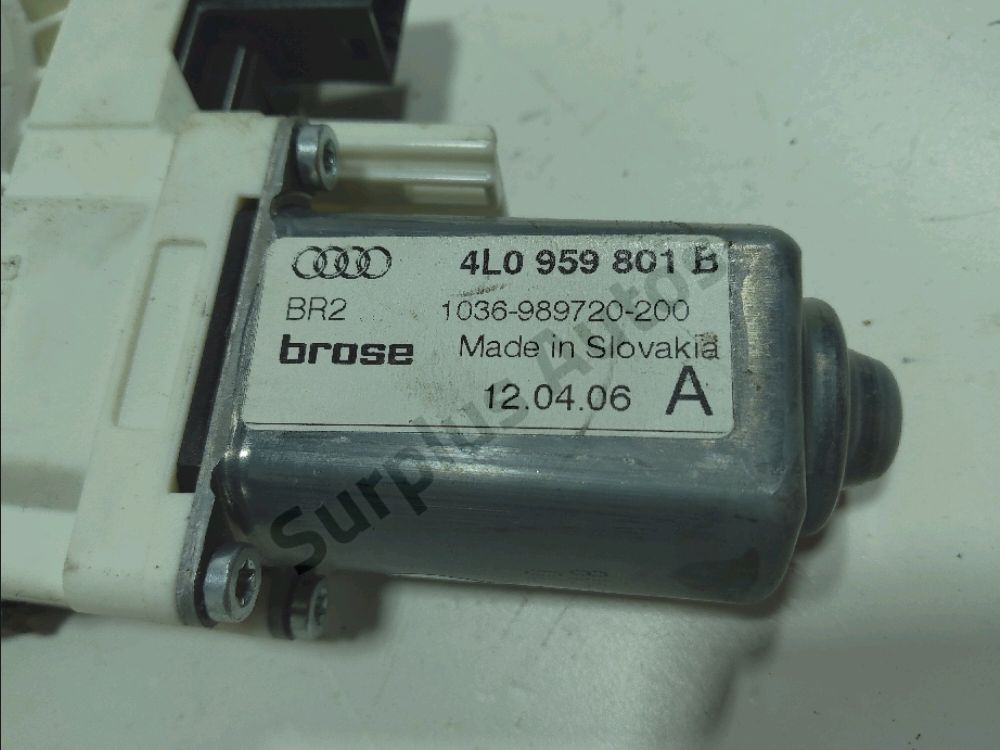 4L0 959 801 B
BR2 1036-989720-200
brose Made in Slovakia
12.04.06 A
Surplus Autos